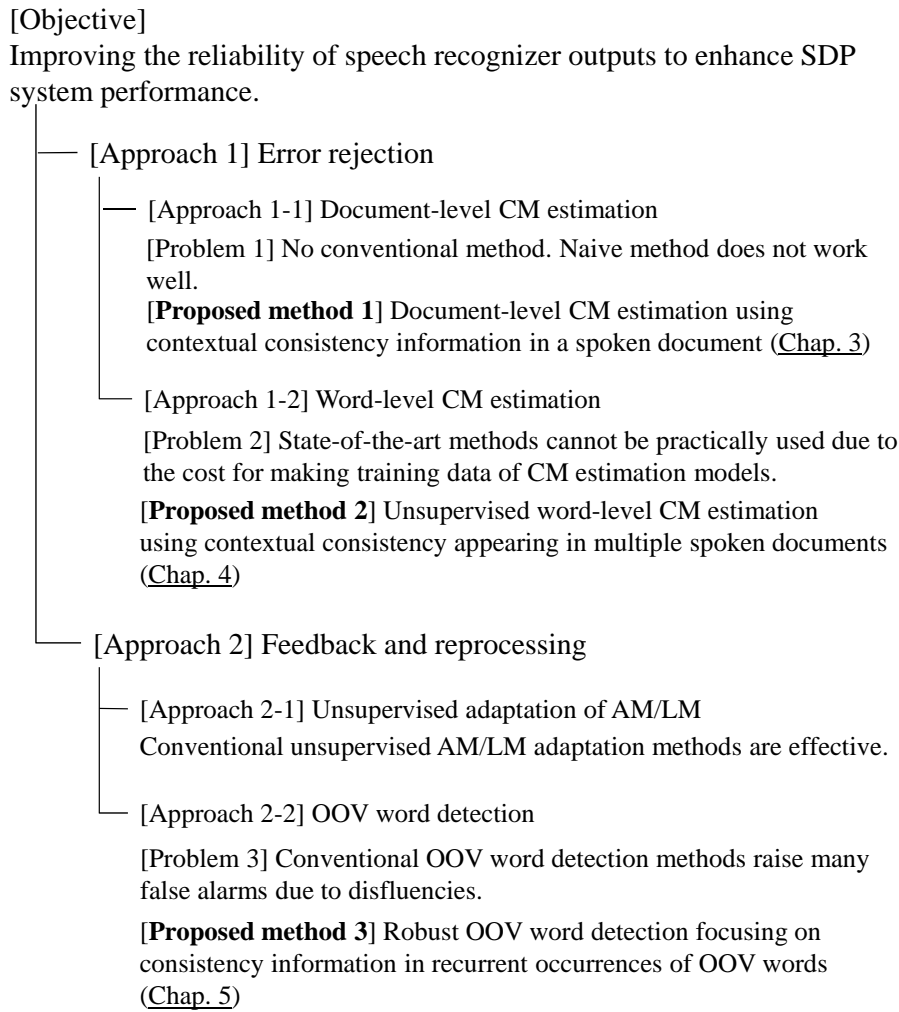 [Objective]
Improving the reliability of speech recognizer outputs to enhance SDP
system performance.
[Approach 1] Error rejection
[Approach 1-1] Document-level CM estimation
[Problem 1] No conventional method. Naive method does not work
well.
[Proposed method 1] Document-level CM estimation using
contextual consistency information in a spoken document (Chap. 3)
[Approach 1-2] Word-level CM estimation
[Problem 2] State-of-the-art methods cannot be practically used due to
the cost for making training data of CM estimation models.
[Proposed method 2] Unsupervised word-level CM estimation
using contextual consistency appearing in multiple spoken documents
(Chap. 4)
[Approach 2] Feedback and reprocessing
[Approach 2-1] Unsupervised adaptation of AM/LM
Conventional unsupervised AM/LM adaptation methods are effective.
[Approach 2-2] OOV word detection
[Problem 3] Conventional OOV word detection methods raise many
false alarms due to disfluencies.
[Proposed method 3] Robust OOV word detection focusing on
consistency information in recurrent occurrences of OOV words
(Chap. 5)